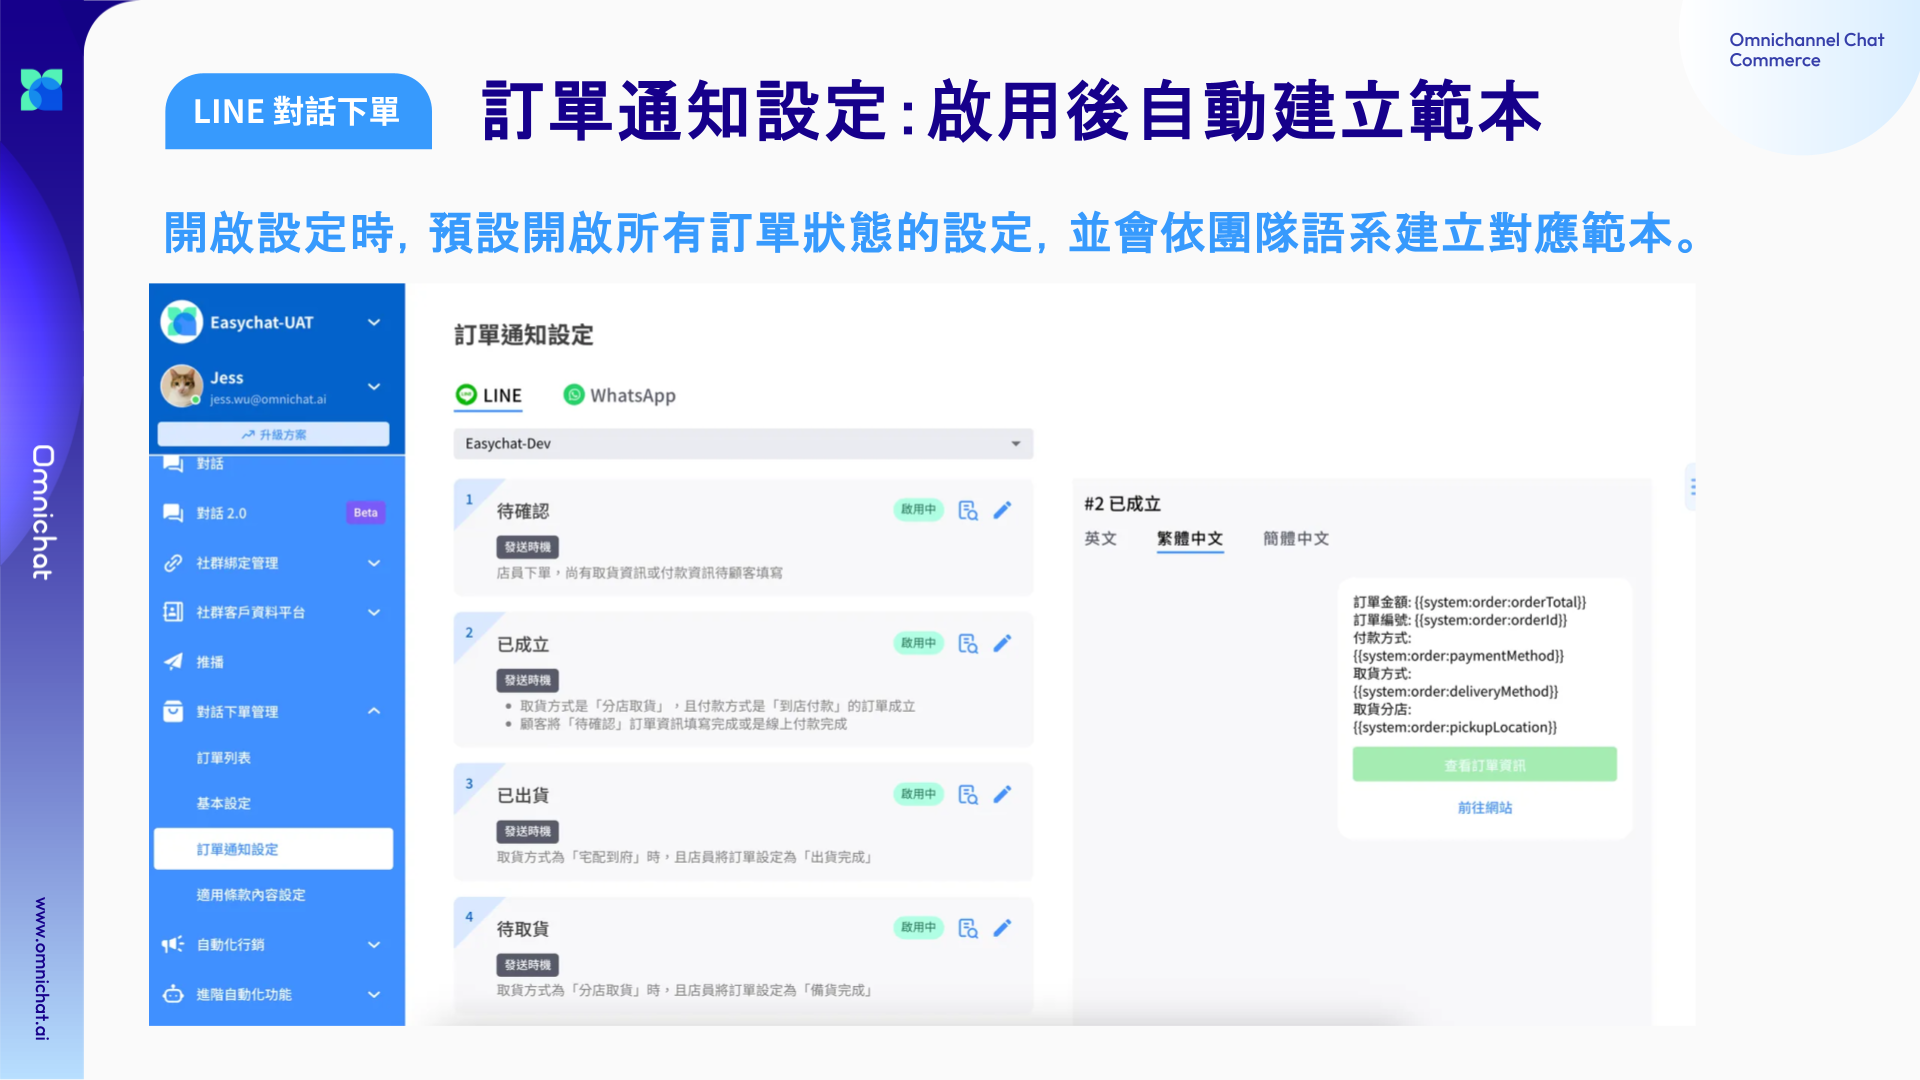 Omnichannel Chat
Commerce
LINE 對話下單
訂單通知設定：啟用後自動建立範本
開啟設定時，預設開啟所有訂單狀態的設定，並會依團隊語系建立對應範本。
Omnichat
www.omnichat.ai
Easychat-UAT
Jess
jess.wu@omnichat.ai
升級方案
對話
對話 2.0
Beta
社群綁定管理
社群客戶資料平台
推播
對話下單管理
訂單列表
基本設定
訂單通知設定
適用條款內容設定
自動化行銷
進階自動化功能
訂單通知設定
LINE
WhatsApp
Easychat-Dev
1
待確認
啟用中
發送時機
店員下單，尚有取貨資訊或付款資訊待顧客填寫
2
已成立
啟用中
發送時機
• 取貨方式是「分店取貨」，且付款方式是「到店付款」的訂單成立
• 顧客將「待確認」訂單資訊填寫完成或是線上付款完成
3
已出貨
啟用中
發送時機
取貨方式為「宅配到府」時，且店員將訂單設定為「出貨完成」
4
待取貨
啟用中
發送時機
取貨方式為「分店取貨」時，且店員將訂單設定為「備貨完成」
#2 已成立
英文
繁體中文
簡體中文
訂單金額: {{system:order:orderTotal}}
訂單編號: {{system:order:orderId}}
付款方式:
{{system:order:paymentMethod}}
取貨方式:
{{system:order:deliveryMethod}}
取貨分店:
{{system:order:pickupLocation}}
查看訂單資訊
前往網站